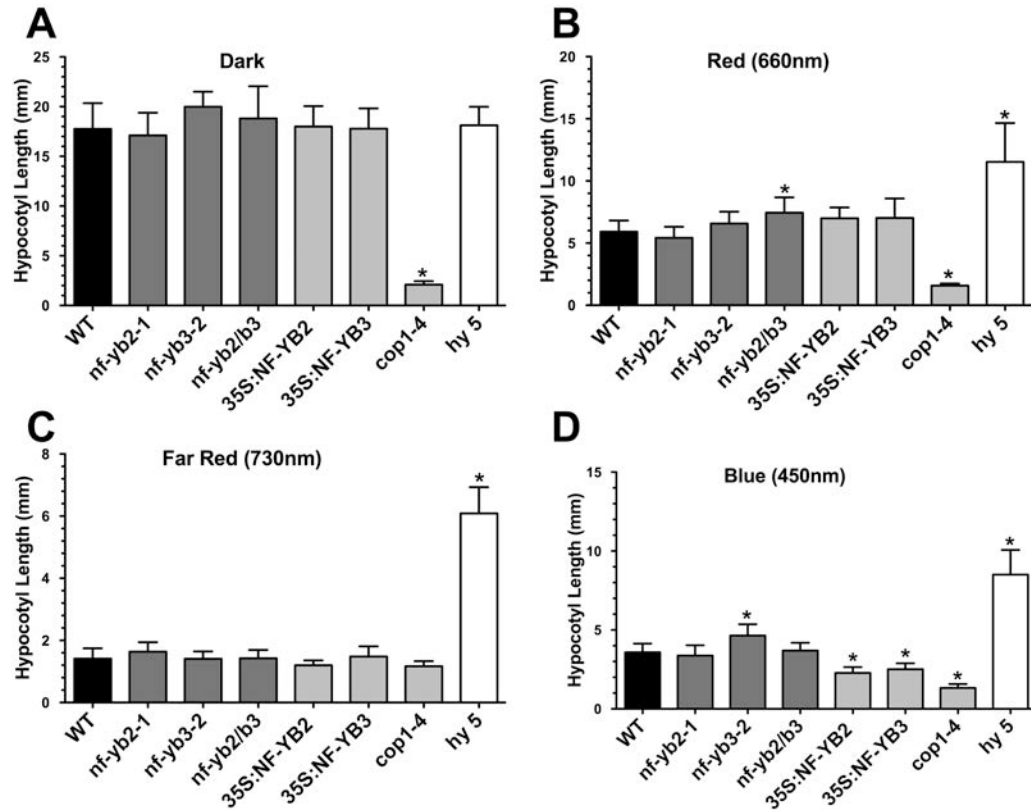 A
Dark
Hypocotyl Length (mm)
25
20
15
10
5
0
*
WT
nf-yb2-1
nf-yb3-2
nf-yb2/b3
35S:NF-YB2
35S:NF-YB3
cop1-4
hy 5
B
Red (660nm)
Hypocotyl Length (mm)
20
15
10
5
0
*
*
*
WT
nf-yb2-1
nf-yb3-2
nf-yb2/b3
35S:NF-YB2
35S:NF-YB3
cop1-4
hy 5
C
Far Red (730nm)
Hypocotyl Length (mm)
8
6
4
2
0
*
WT
nf-yb2-1
nf-yb3-2
nf-yb2/b3
35S:NF-YB2
35S:NF-YB3
cop1-4
hy 5
D
Blue (450nm)
Hypocotyl Length (mm)
15
10
5
0
*
*
*
*
*
WT
nf-yb2-1
nf-yb3-2
nf-yb2/b3
35S:NF-YB2
35S:NF-YB3
cop1-4
hy 5